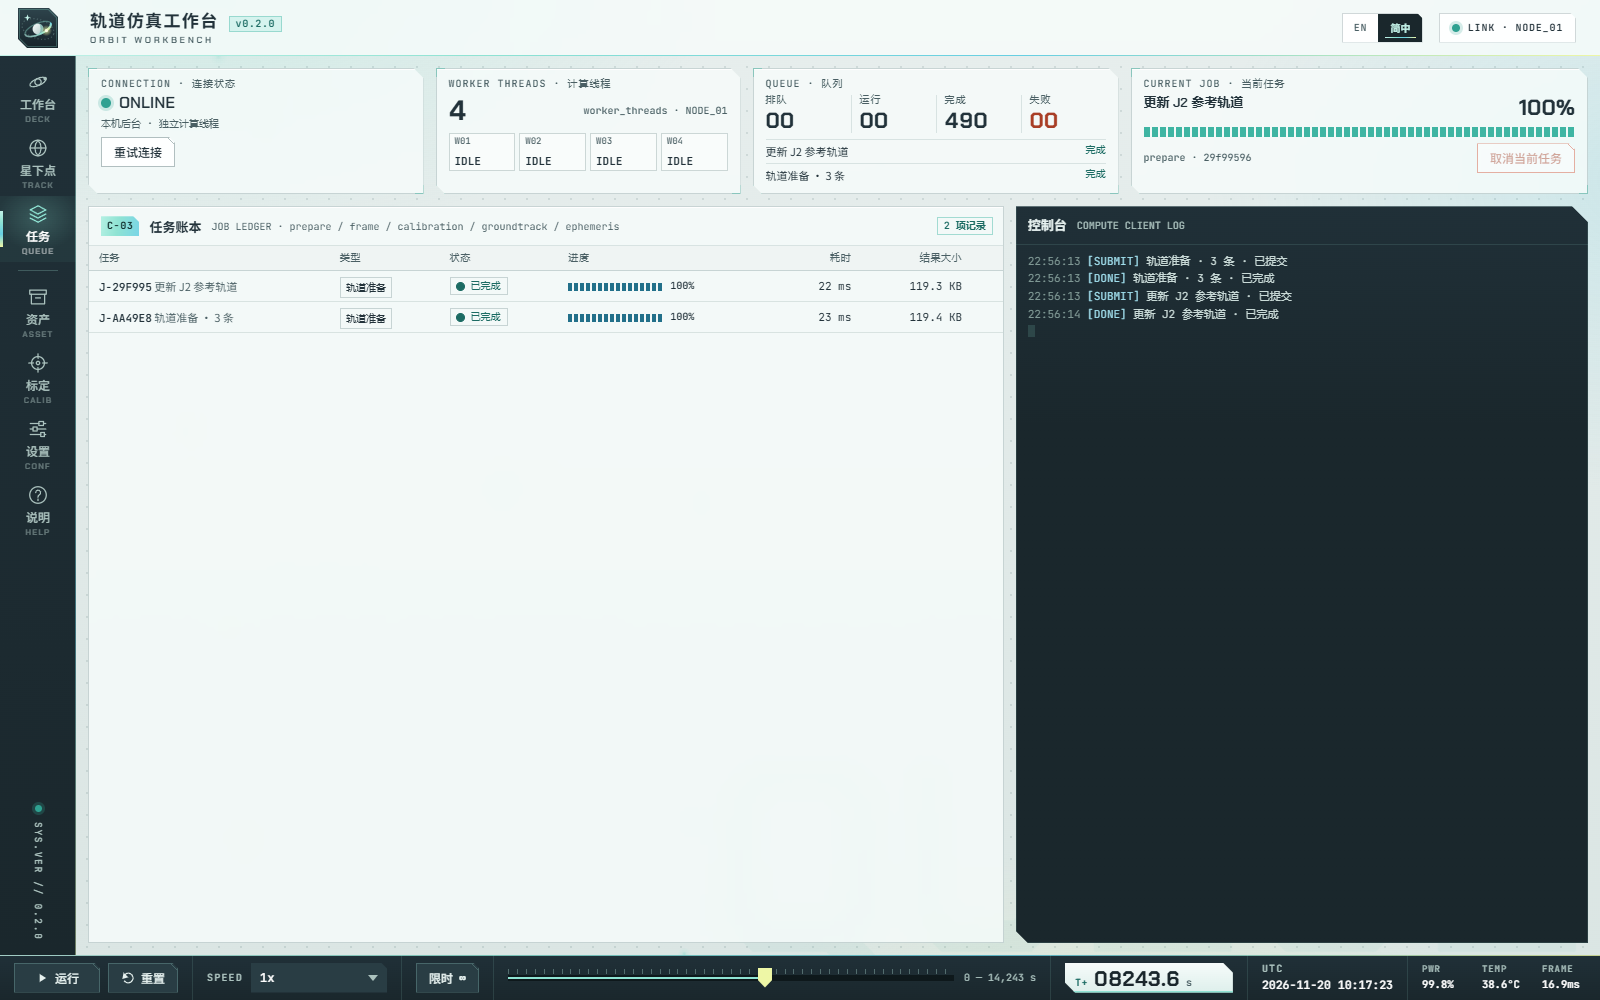 轨道仿真工作台 v0.2.0
ORBIT WORKBENCH
EN 简中 LINK · NODE_01
工作台
DECK
星下点
TRACK
任务
QUEUE
资产
ASSET
标定
CALIB
设置
CONF
说明
HELP
SYS.VER // 0.2.0
CONNECTION · 连接状态
ONLINE
本机后台 · 独立计算线程
重试连接
WORKER THREADS · 计算线程
4 worker_threads · NODE_01
W01 W02 W03 W04
IDLE IDLE IDLE IDLE
QUEUE · 队列
排队 运行 完成 失败
00 00 490 00
更新 J2 参考轨道 完成
轨道准备 • 3 条 完成
CURRENT JOB · 当前任务
更新 J2 参考轨道 100%
prepare · 29f99596 取消当前任务
C-03 任务账本 JOB LEDGER · prepare / frame / calibration / groundtrack / ephemeris 2 项记录
任务 类型 状态 进度 耗时 结果大小
J-29F995 更新 J2 参考轨道 轨道准备 已完成 100% 22 ms 119.3 KB
J-AA49E8 轨道准备 • 3 条 轨道准备 已完成 100% 23 ms 119.4 KB
控制台 COMPUTE CLIENT LOG
22:56:13 [SUBMIT] 轨道准备 · 3 条 · 已提交
22:56:13 [DONE] 轨道准备 · 3 条 · 已完成
22:56:13 [SUBMIT] 更新 J2 参考轨道 · 已提交
22:56:14 [DONE] 更新 J2 参考轨道 · 已完成
运行 重置 SPEED 1x 限时 ∞ 0 — 14,243 s T+ 08243.6 s
UTC
2026-11-20 10:17:23
PWR TEMP FRAME
99.8% 38.6°C 16.9ms